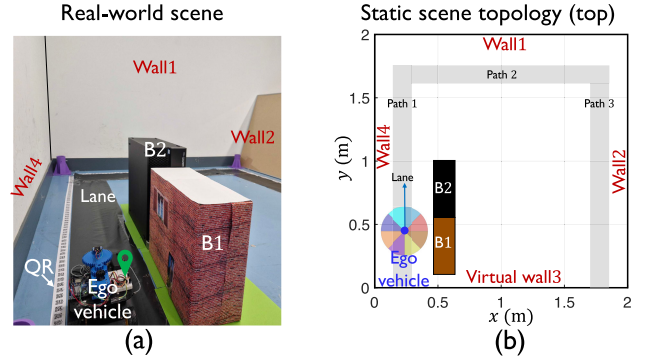 Real-world scene
Wall1
Wall2
Wall4
B2
Lane
B1
QR
Ego
vehicle
(a)
Static scene topology (top)
2
Wall1
Path 2
1.5
Path 1
Path 3
Wall4
Wall2
y (m)
1
Lane
B2
0.5
B1
Ego
vehicle
Virtual wall3
0
0
0.5
1
1.5
2
x (m)
(b)